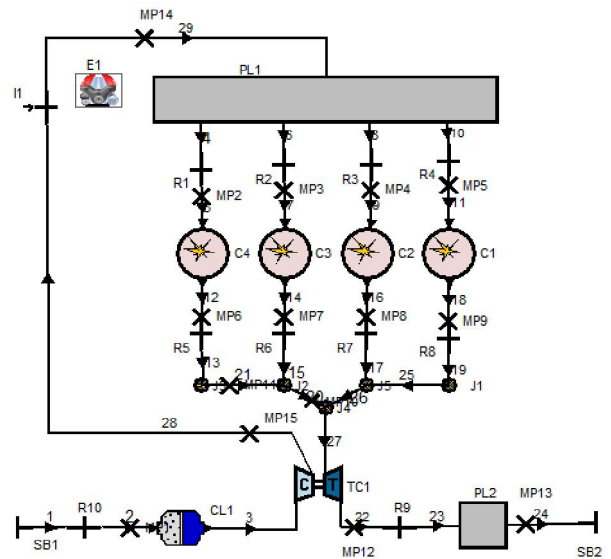 MP14
29
E1
PL1
I1
4 6 8 10
R1 R2 R3 R4
MP2 MP3 MP4 MP5
7 9 11
C4 C3 C2 C1
12 14 16 18
MP6 MP7 MP8 MP9
R5 R6 R7 R8
13 15 17 19
21 25
MP11 J2 J5 J1
J4
28
MP15
27
C T
TC1
1 R10 2 CL1 3
SB1
22 R9 23
MP12
PL2
MP13
24
SB2